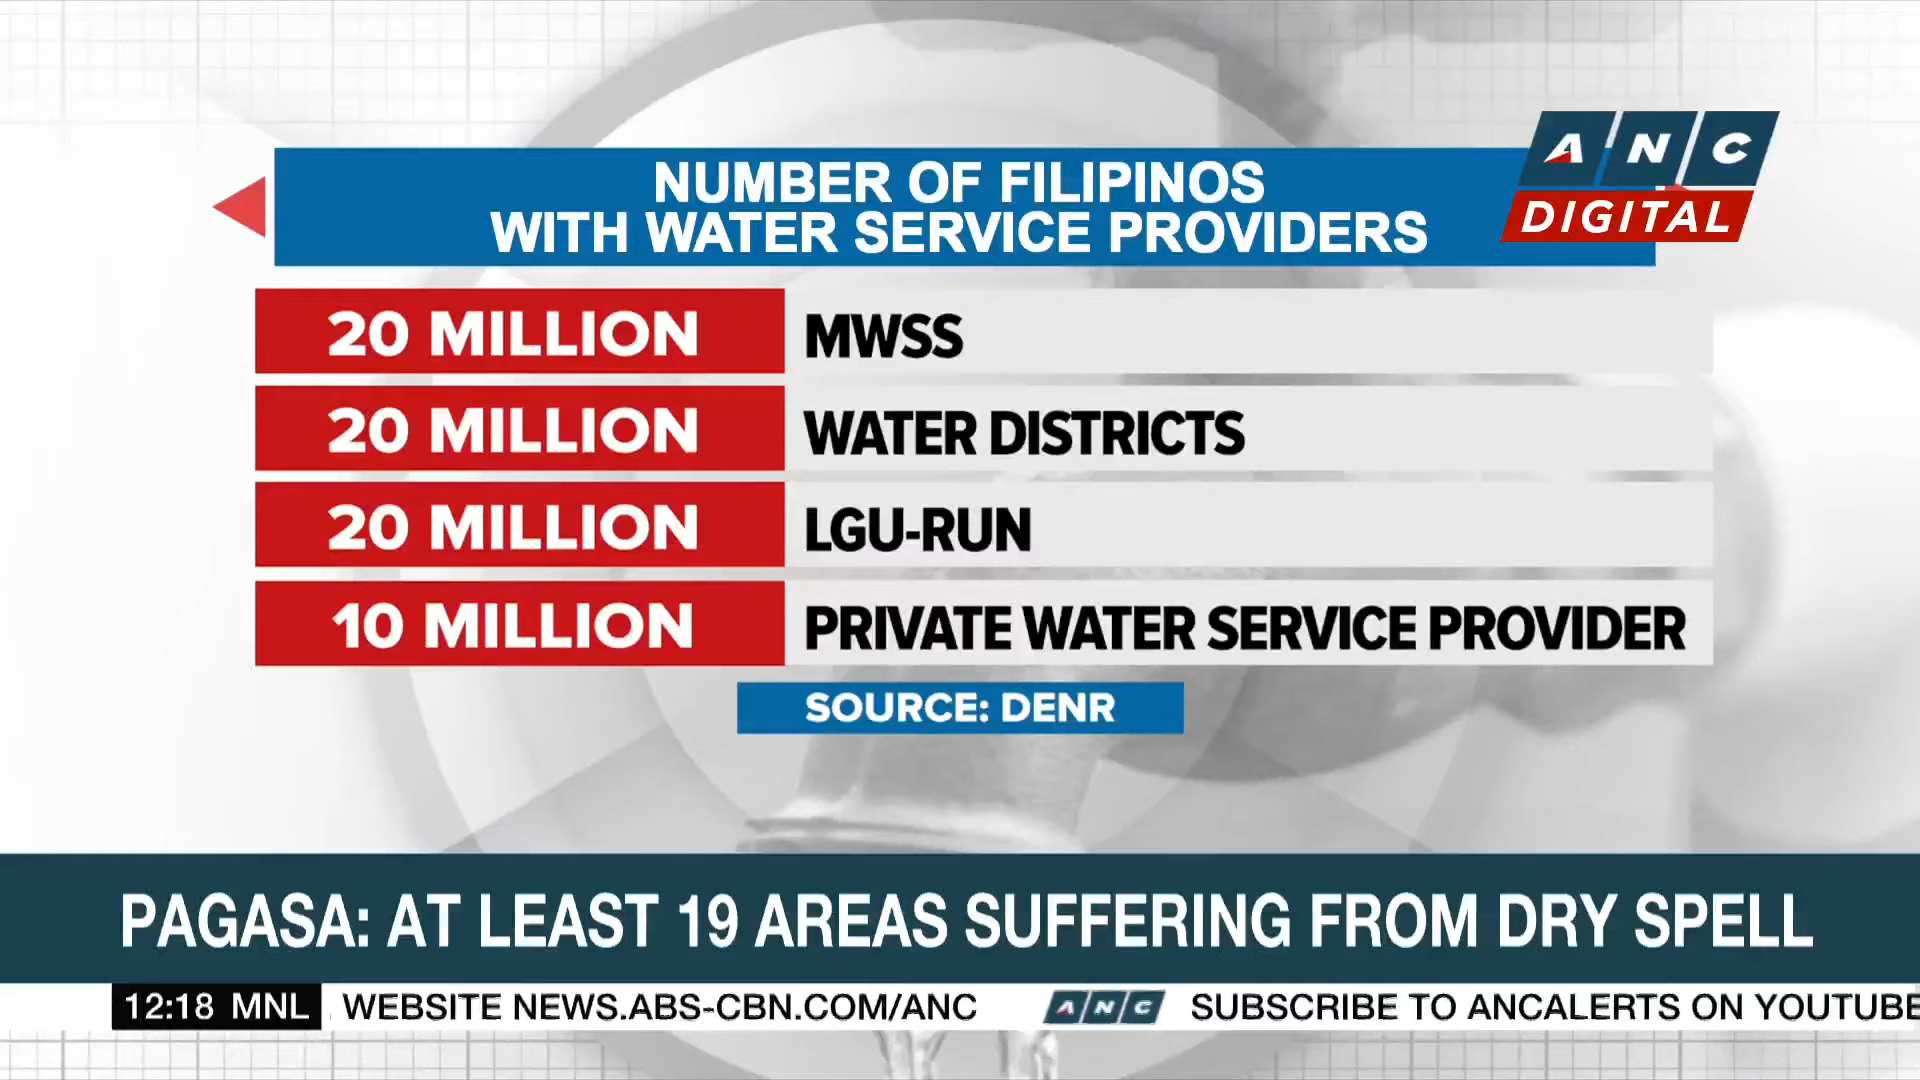 ANC
DIGITAL
NUMBER OF FILIPINOS
WITH WATER SERVICE PROVIDERS
20 MILLION MWSS
20 MILLION WATER DISTRICTS
20 MILLION LGU-RUN
10 MILLION PRIVATE WATER SERVICE PROVIDER
SOURCE: DENR
PAGASA: AT LEAST 19 AREAS SUFFERING FROM DRY SPELL
12:18 MNL WEBSITE NEWS.ABS-CBN.COM/ANC ANC SUBSCRIBE TO ANCALERTS ON YOUTUBE